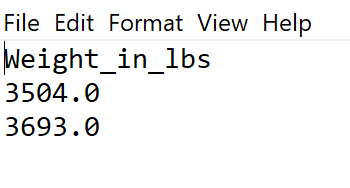 File Edit Format View Help
Weight_in_lbs
3504.0
3693.0